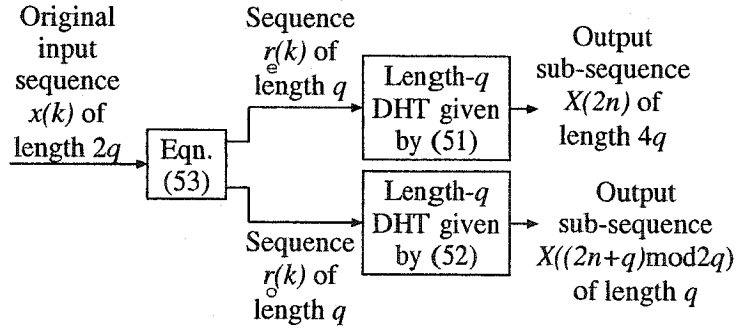 Original
input
sequence
x(k) of
length 2q
Eqn.
(53)
Sequence
r(k) of
e
length q
Length-q
DHT given
by (51)
Output
sub-sequence
X(2n) of
length 4q
Sequence
r(k) of
o
length q
Length-q
DHT given
by (52)
Output
sub-sequence
X((2n+q)mod2q)
of length q